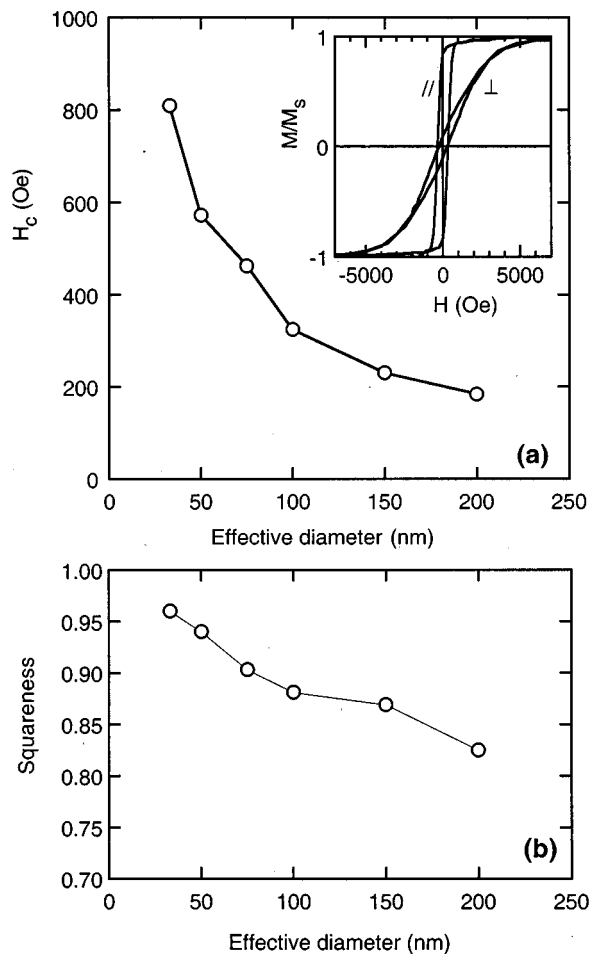 1000
800
600
400
200
0
H_c (Oe)
0 50 100 150 200 250
Effective diameter (nm)
(a)
1
0
-1
M/M_s
// ⊥
-5000 0 5000
H (Oe)
1.00
0.95
0.90
0.85
0.80
0.75
0.70
Squareness
0 50 100 150 200 250
Effective diameter (nm)
(b)